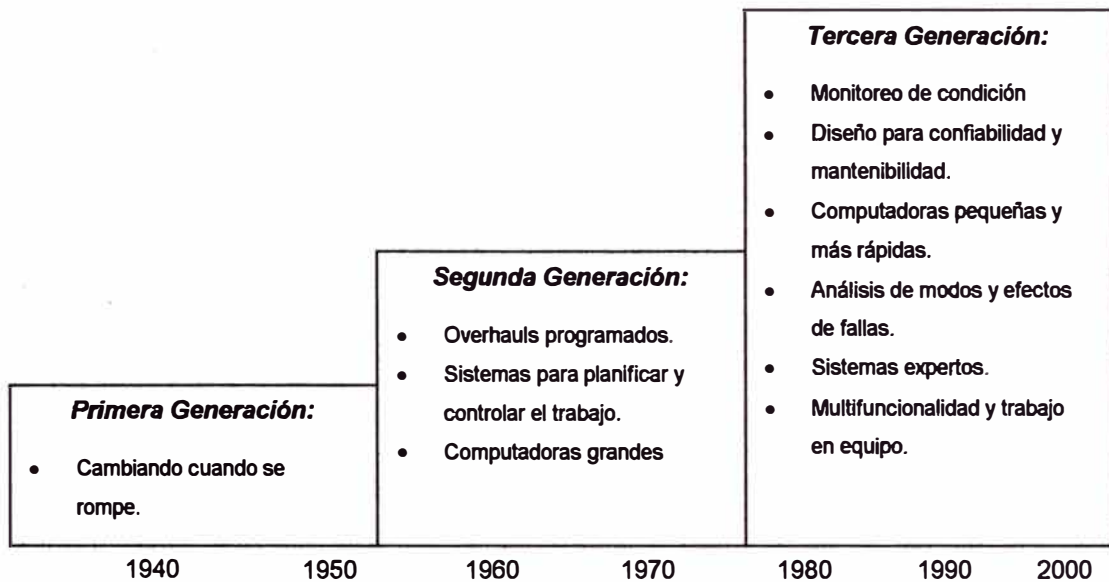 Tercera Generación:
• Monitoreo de condición
• Diseño para confiabilidad y
mantenibilidad.
• Computadoras pequeñas y
más rápidas.
• Análisis de modos y efectos
de fallas.
• Sistemas expertos.
• Multifuncionalidad y trabajo
en equipo.
Segunda Generación:
• Overhauls programados.
• Sistemas para planificar y
controlar el trabajo.
• Computadoras grandes
Primera Generación:
• Cambiando cuando se
rompe.
1940 1950 1960 1970 1980 1990 2000